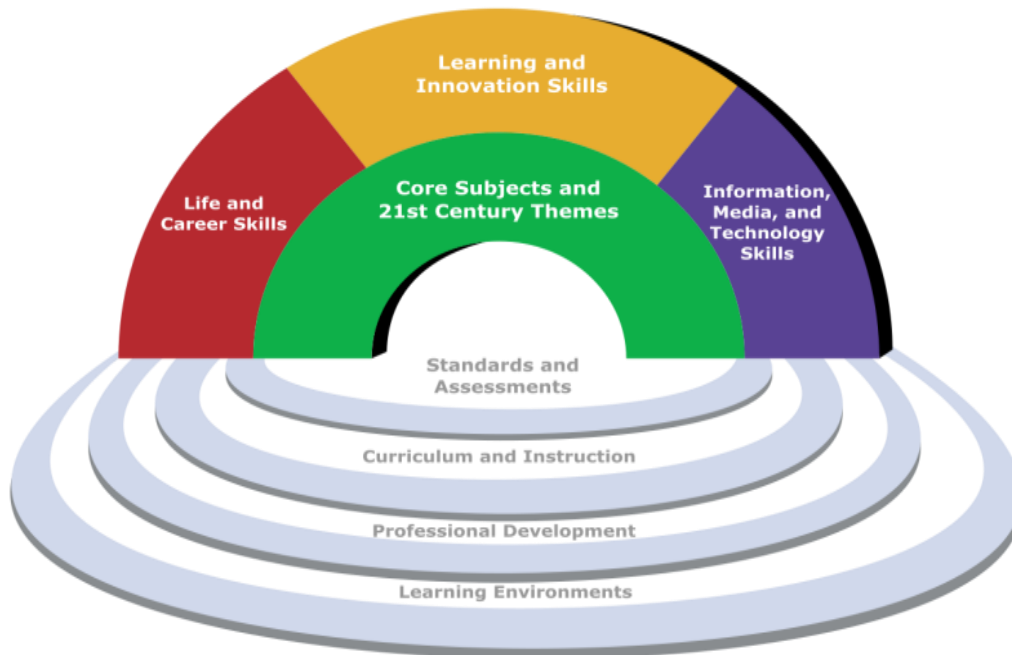 Learning and
Innovation Skills
Core Subjects and
21st Century Themes
Life and
Career Skills
Information,
Media, and
Technology
Skills
Standards and
Assessments
Curriculum and Instruction
Professional Development
Learning Environments